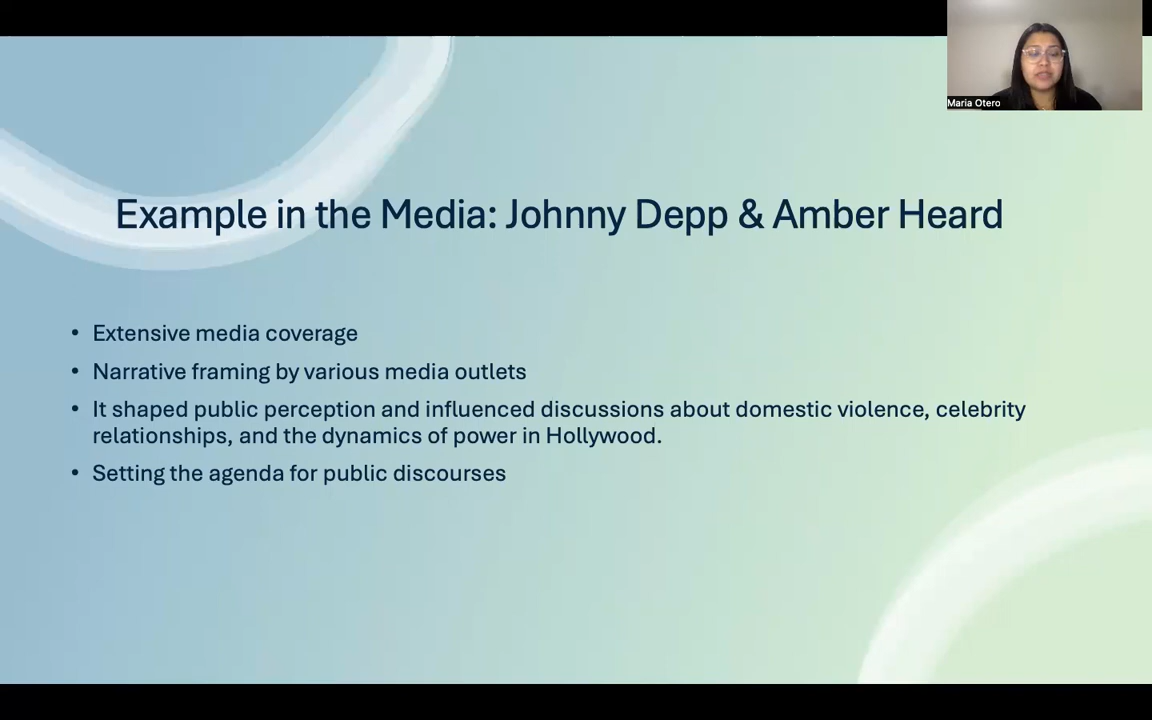 Maria Otero
Example in the Media: Johnny Depp & Amber Heard
• Extensive media coverage
• Narrative framing by various media outlets
• It shaped public perception and influenced discussions about domestic violence, celebrity
relationships, and the dynamics of power in Hollywood.
• Setting the agenda for public discourses